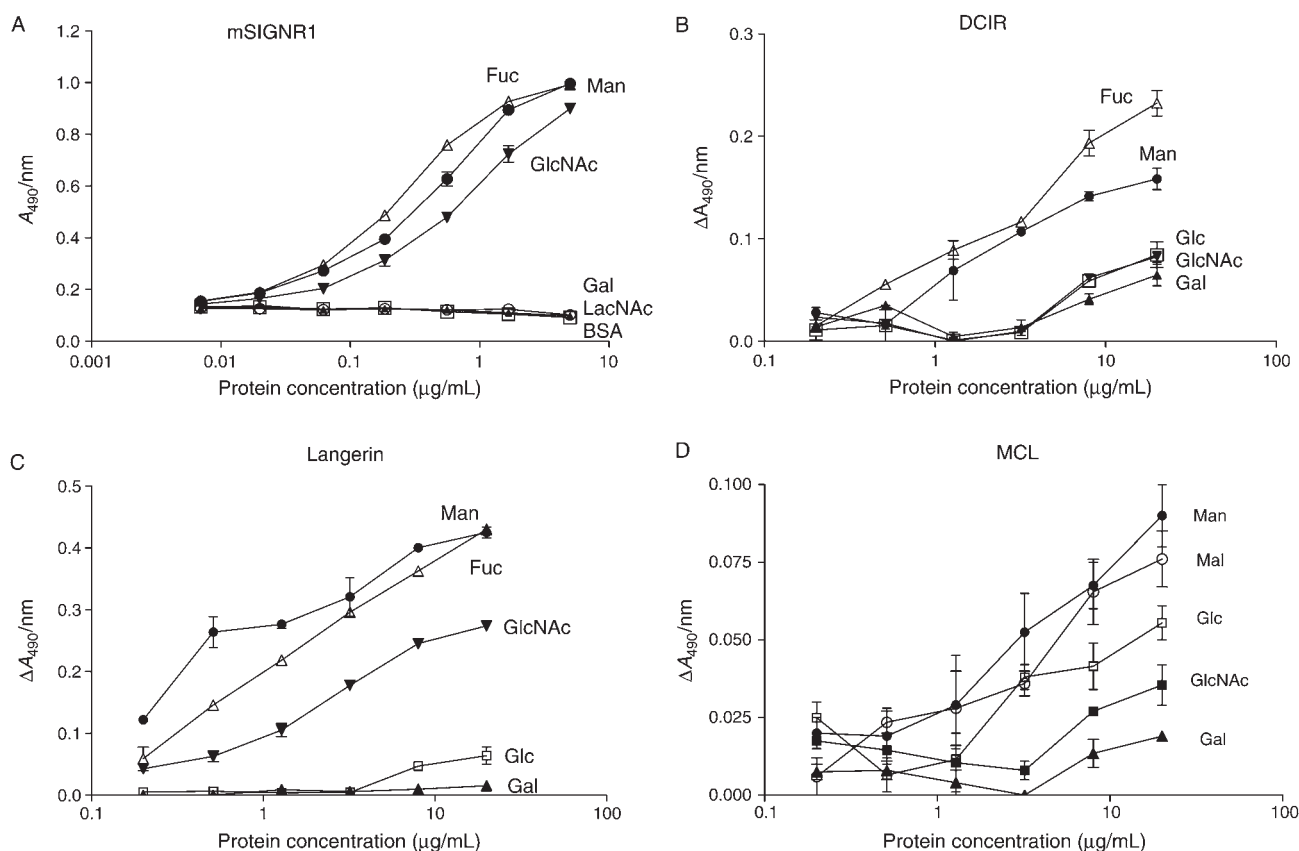 A
mSIGNR1
1.2
1.0
0.8
0.6
0.4
0.2
0.0
A490/nm
Fuc
Man
GlcNAc
Gal
LacNAc
BSA
0.001
0.01
0.1
1
10
Protein concentration (μg/mL)
B
DCIR
0.3
0.2
0.1
0.0
ΔA490/nm
Fuc
Man
Glc
GlcNAc
Gal
0.1
1
10
100
Protein concentration (μg/mL)
C
Langerin
0.5
0.4
0.3
0.2
0.1
0.0
ΔA490/nm
Man
Fuc
GlcNAc
Glc
Gal
0.1
1
10
100
Protein concentration (μg/mL)
D
MCL
0.100
0.075
0.050
0.025
0.000
ΔA490/nm
Man
Mal
Glc
GlcNAc
Gal
0.1
1
10
100
Protein concentration (μg/mL)